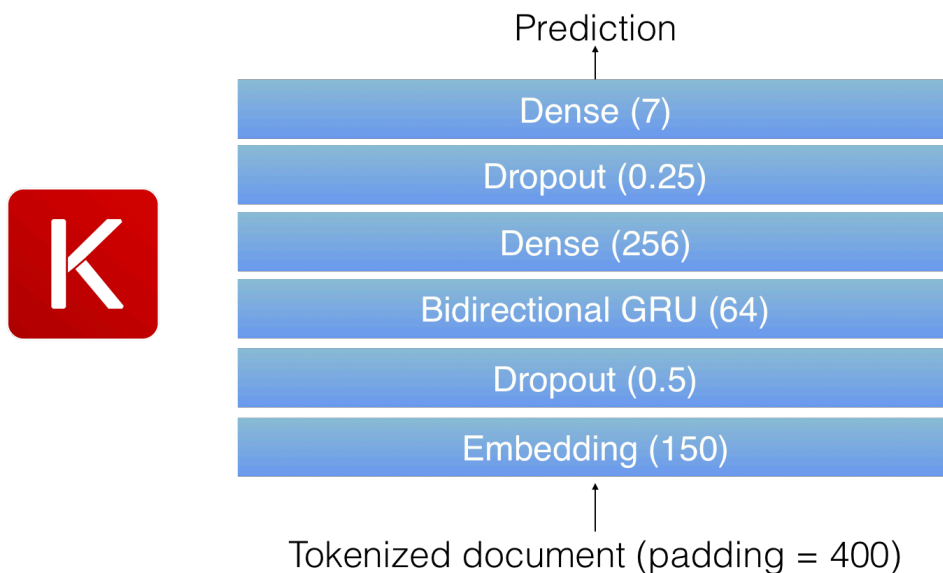 Prediction
Dense (7)
Dropout (0.25)
Dense (256)
K
Bidirectional GRU (64)
Dropout (0.5)
Embedding (150)
Tokenized document (padding = 400)